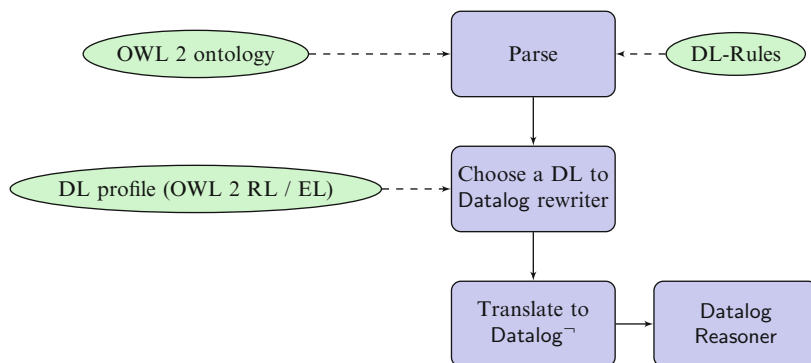 OWL 2 ontology
Parse
DL-Rules
DL profile (OWL 2 RL / EL)
Choose a DL to
Datalog rewriter
Translate to
Datalog¬
Datalog
Reasoner